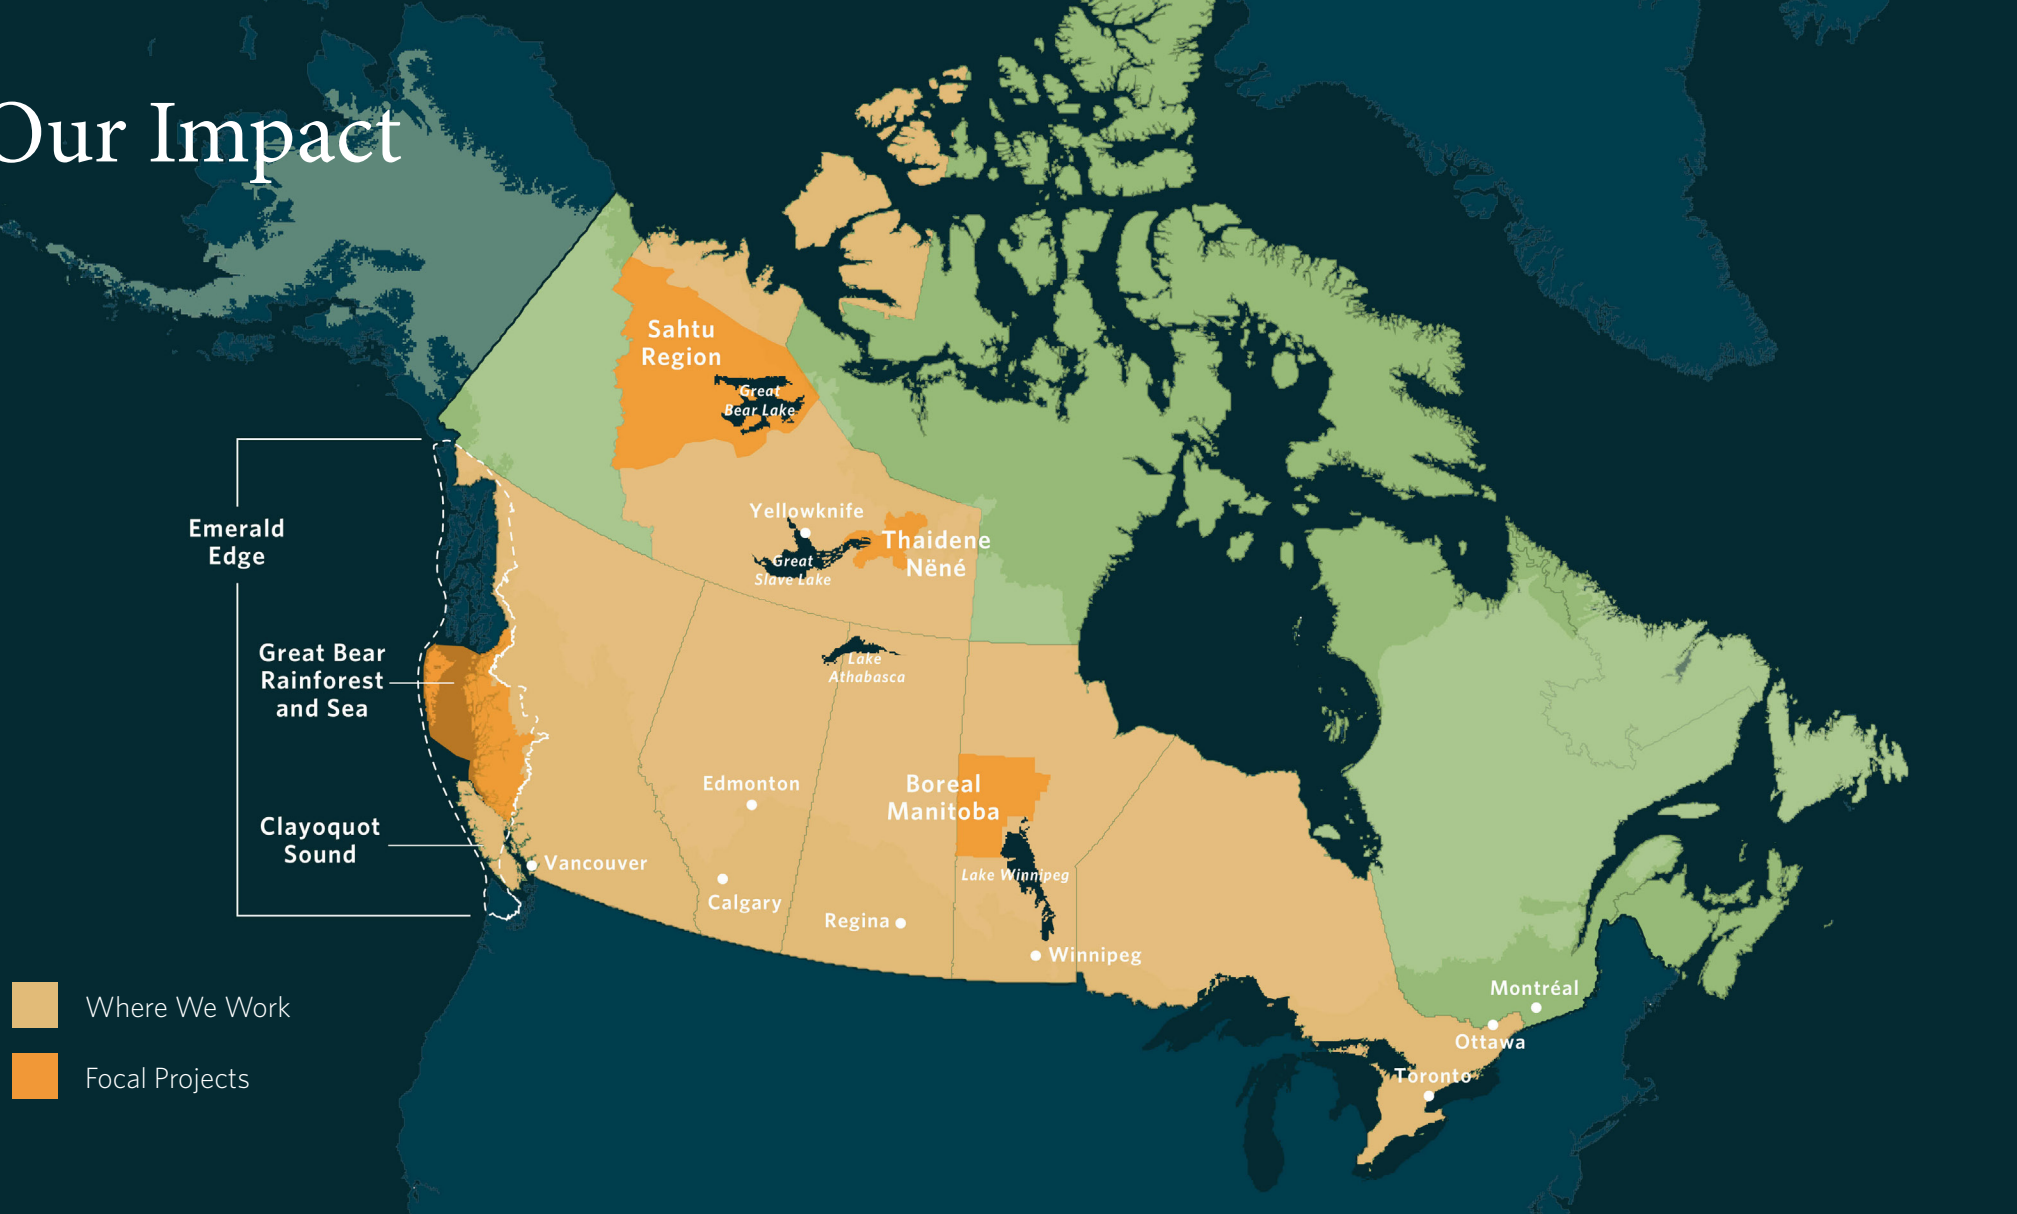 Our Impact
Sahtu
Region
Great
Bear Lake
Emerald
Edge
Yellowknife
Great
Slave Lake
Thaidene
Nëné
Great Bear
Rainforest
and Sea
Lake
Athabasca
Edmonton
Boreal
Manitoba
Clayoquot
Sound
Vancouver
Calgary
Lake Winnipeg
Regina
Winnipeg
Montréal
Ottawa
Toronto
Where We Work
Focal Projects